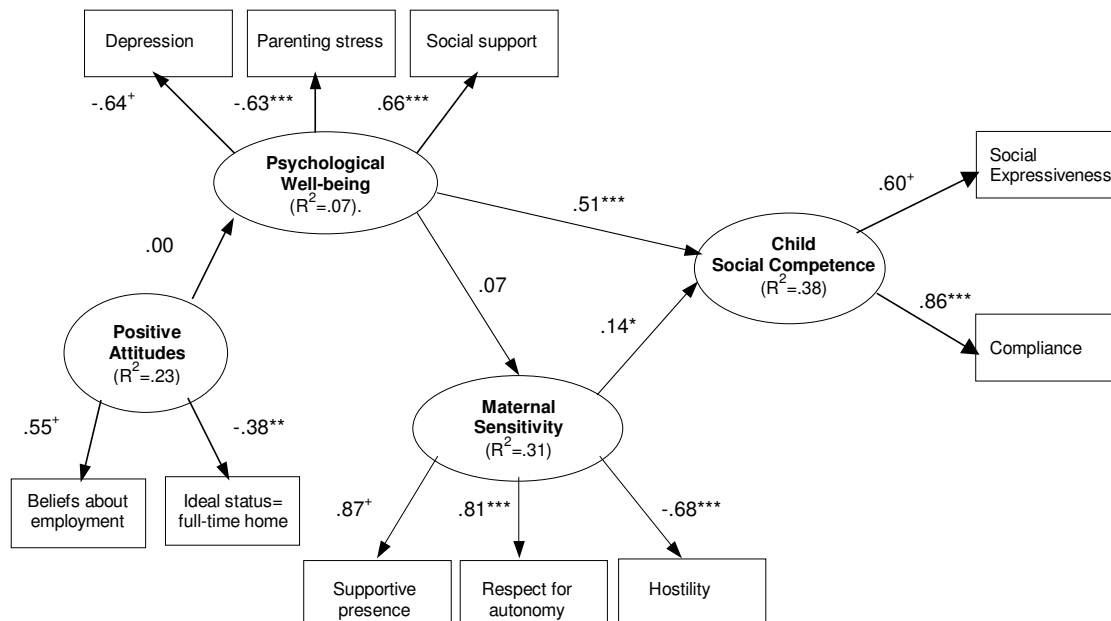 Depression
Parenting stress
Social support
-.64+
-.63***
.66***
Psychological
Well-being
(R2=.07).
Social
Expressiveness
.60+
.51***
Child
Social Competence
(R2=.38)
.00
.07
.86***
.14*
Compliance
Positive
Attitudes
(R2=.23)
Maternal
Sensitivity
(R2=.31)
.55+
-.38**
Beliefs about
employment
Ideal status=
full-time home
.87+
.81***
-.68***
Supportive
presence
Respect for
autonomy
Hostility